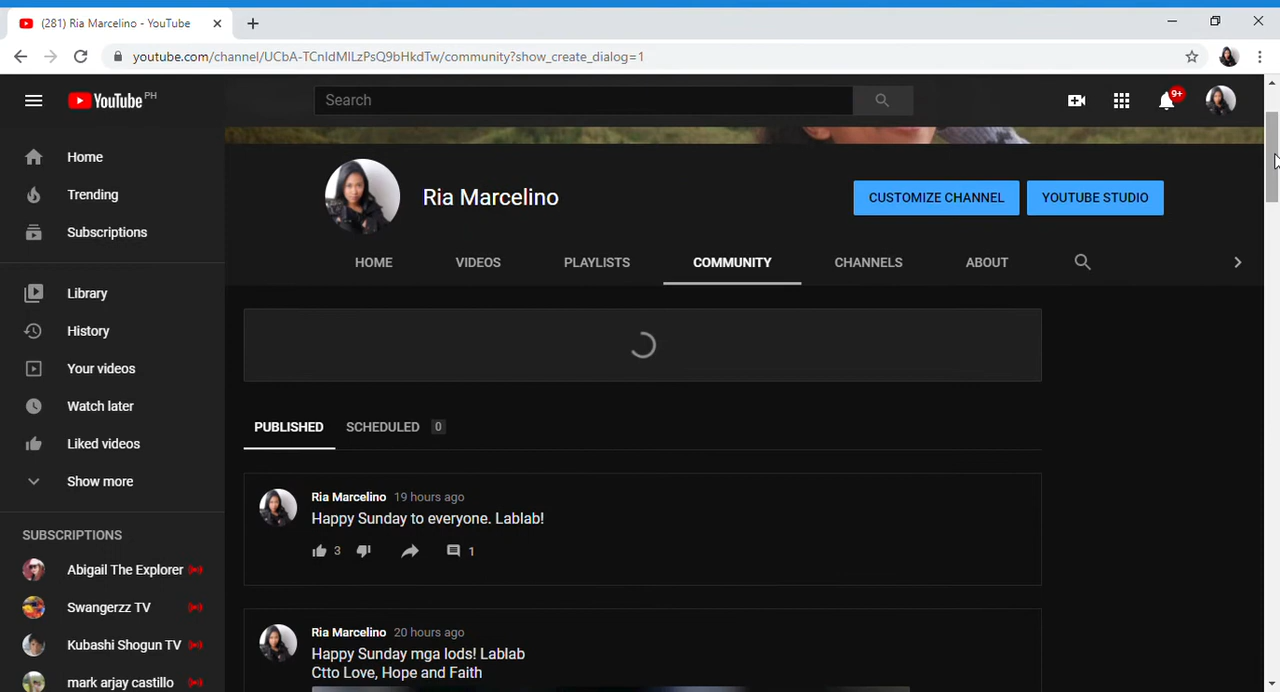 (281) Ria Marcelino - YouTube
youtube.com/channel/UCbA-TCnIdMILzPsQ9bHkdTw/community?show_create_dialog=1
YouTube PH
Search
9+
Home
Trending
Subscriptions
Library
History
Your videos
Watch later
Liked videos
Show more
SUBSCRIPTIONS
Abigail The Explorer
Swangerzz TV
Kubashi Shogun TV
mark arjay castillo
Ria Marcelino
CUSTOMIZE CHANNEL
YOUTUBE STUDIO
HOME VIDEOS PLAYLISTS COMMUNITY CHANNELS ABOUT
PUBLISHED SCHEDULED 0
Ria Marcelino 19 hours ago
Happy Sunday to everyone. Lablab!
3 1
Ria Marcelino 20 hours ago
Happy Sunday mga lods! Lablab
Ctto Love, Hope and Faith